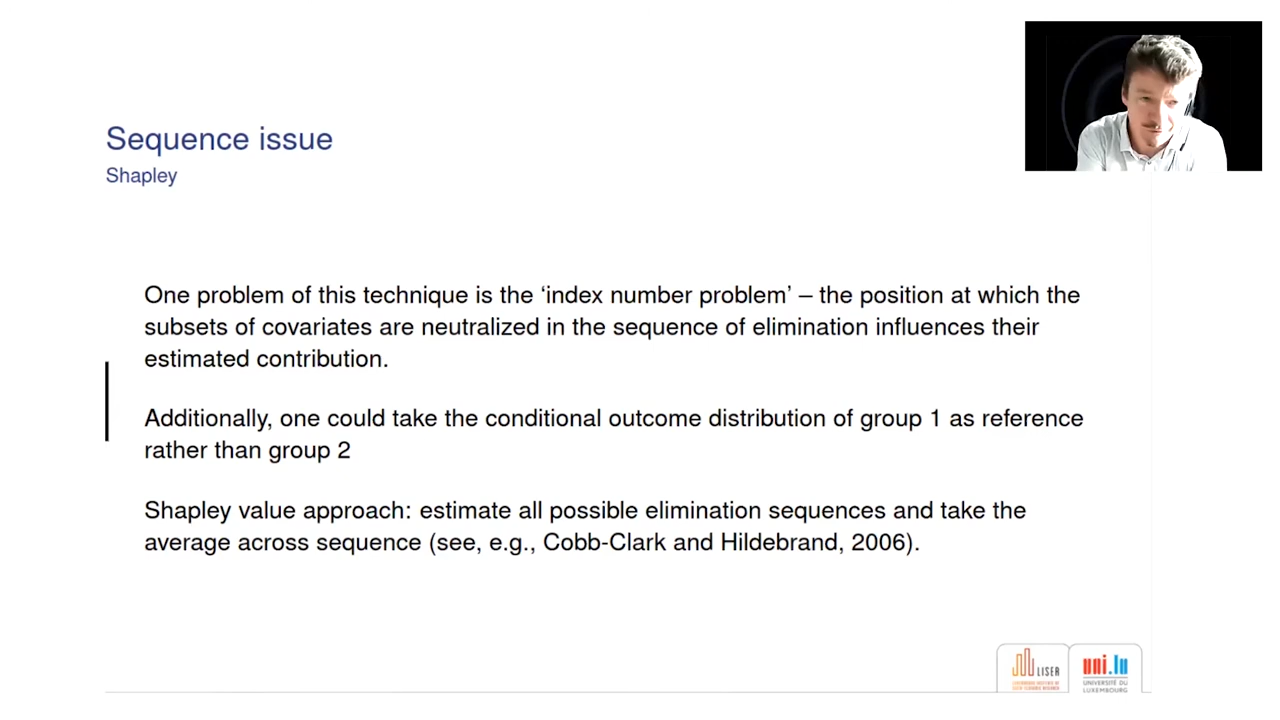 Sequence issue
Shapley
One problem of this technique is the ‘index number problem’ – the position at which the
subsets of covariates are neutralized in the sequence of elimination influences their
estimated contribution.
Additionally, one could take the conditional outcome distribution of group 1 as reference
rather than group 2
Shapley value approach: estimate all possible elimination sequences and take the
average across sequence (see, e.g., Cobb-Clark and Hildebrand, 2006).
LISER
uni.lu
UNIVERSITÉ DU
LUXEMBOURG